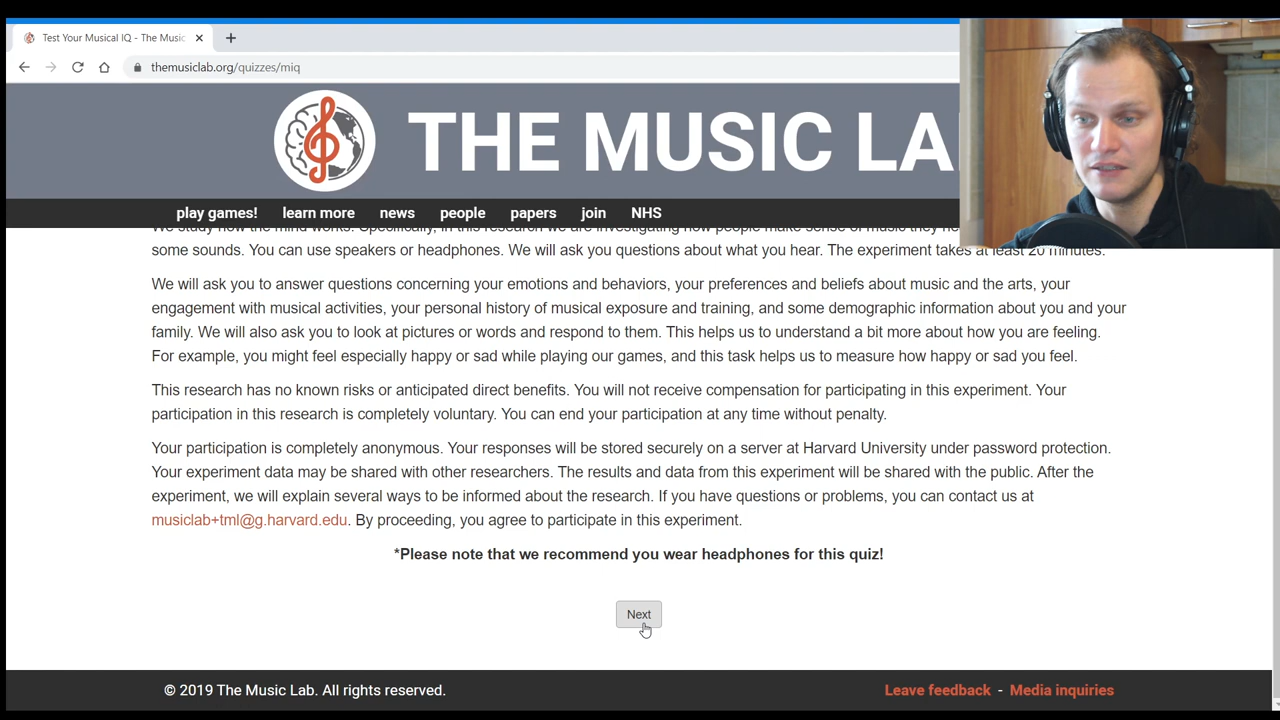 Test Your Musical IQ - The Music
themusiclab.org/quizzes/miq
THE MUSIC LA
play games! learn more news people papers join NHS
We study how the mind works. Specifically, in this research we are investigating how people make sense of music they
some sounds. You can use speakers or headphones. We will ask you questions about what you hear. The experiment takes at least 20 minutes.
We will ask you to answer questions concerning your emotions and behaviors, your preferences and beliefs about music and the arts, your
engagement with musical activities, your personal history of musical exposure and training, and some demographic information about you and your
family. We will also ask you to look at pictures or words and respond to them. This helps us to understand a bit more about how you are feeling.
For example, you might feel especially happy or sad while playing our games, and this task helps us to measure how happy or sad you feel.
This research has no known risks or anticipated direct benefits. You will not receive compensation for participating in this experiment. Your
participation in this research is completely voluntary. You can end your participation at any time without penalty.
Your participation is completely anonymous. Your responses will be stored securely on a server at Harvard University under password protection.
Your experiment data may be shared with other researchers. The results and data from this experiment will be shared with the public. After the
experiment, we will explain several ways to be informed about the research. If you have questions or problems, you can contact us at
musiclab+tml@g.harvard.edu. By proceeding, you agree to participate in this experiment.
*Please note that we recommend you wear headphones for this quiz!
Next
© 2019 The Music Lab. All rights reserved.
Leave feedback - Media inquiries